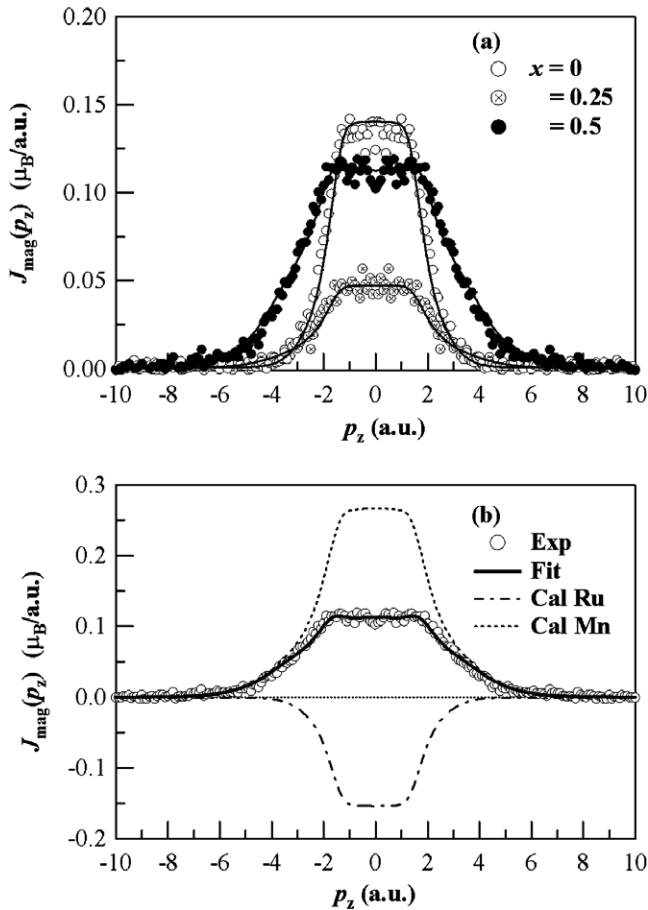 0.20
(a)
x = 0
= 0.25
= 0.5
0.15
0.10
0.05
0.00
J_mag(p_z) (μ_B/a.u.)
-10 -8 -6 -4 -2 0 2 4 6 8 10
p_z (a.u.)
0.3
(b)
Exp
Fit
Cal Ru
Cal Mn
0.2
0.1
0.0
-0.1
-0.2
J_mag(p_z) (μ_B/a.u.)
-10 -8 -6 -4 -2 0 2 4 6 8 10
p_z (a.u.)